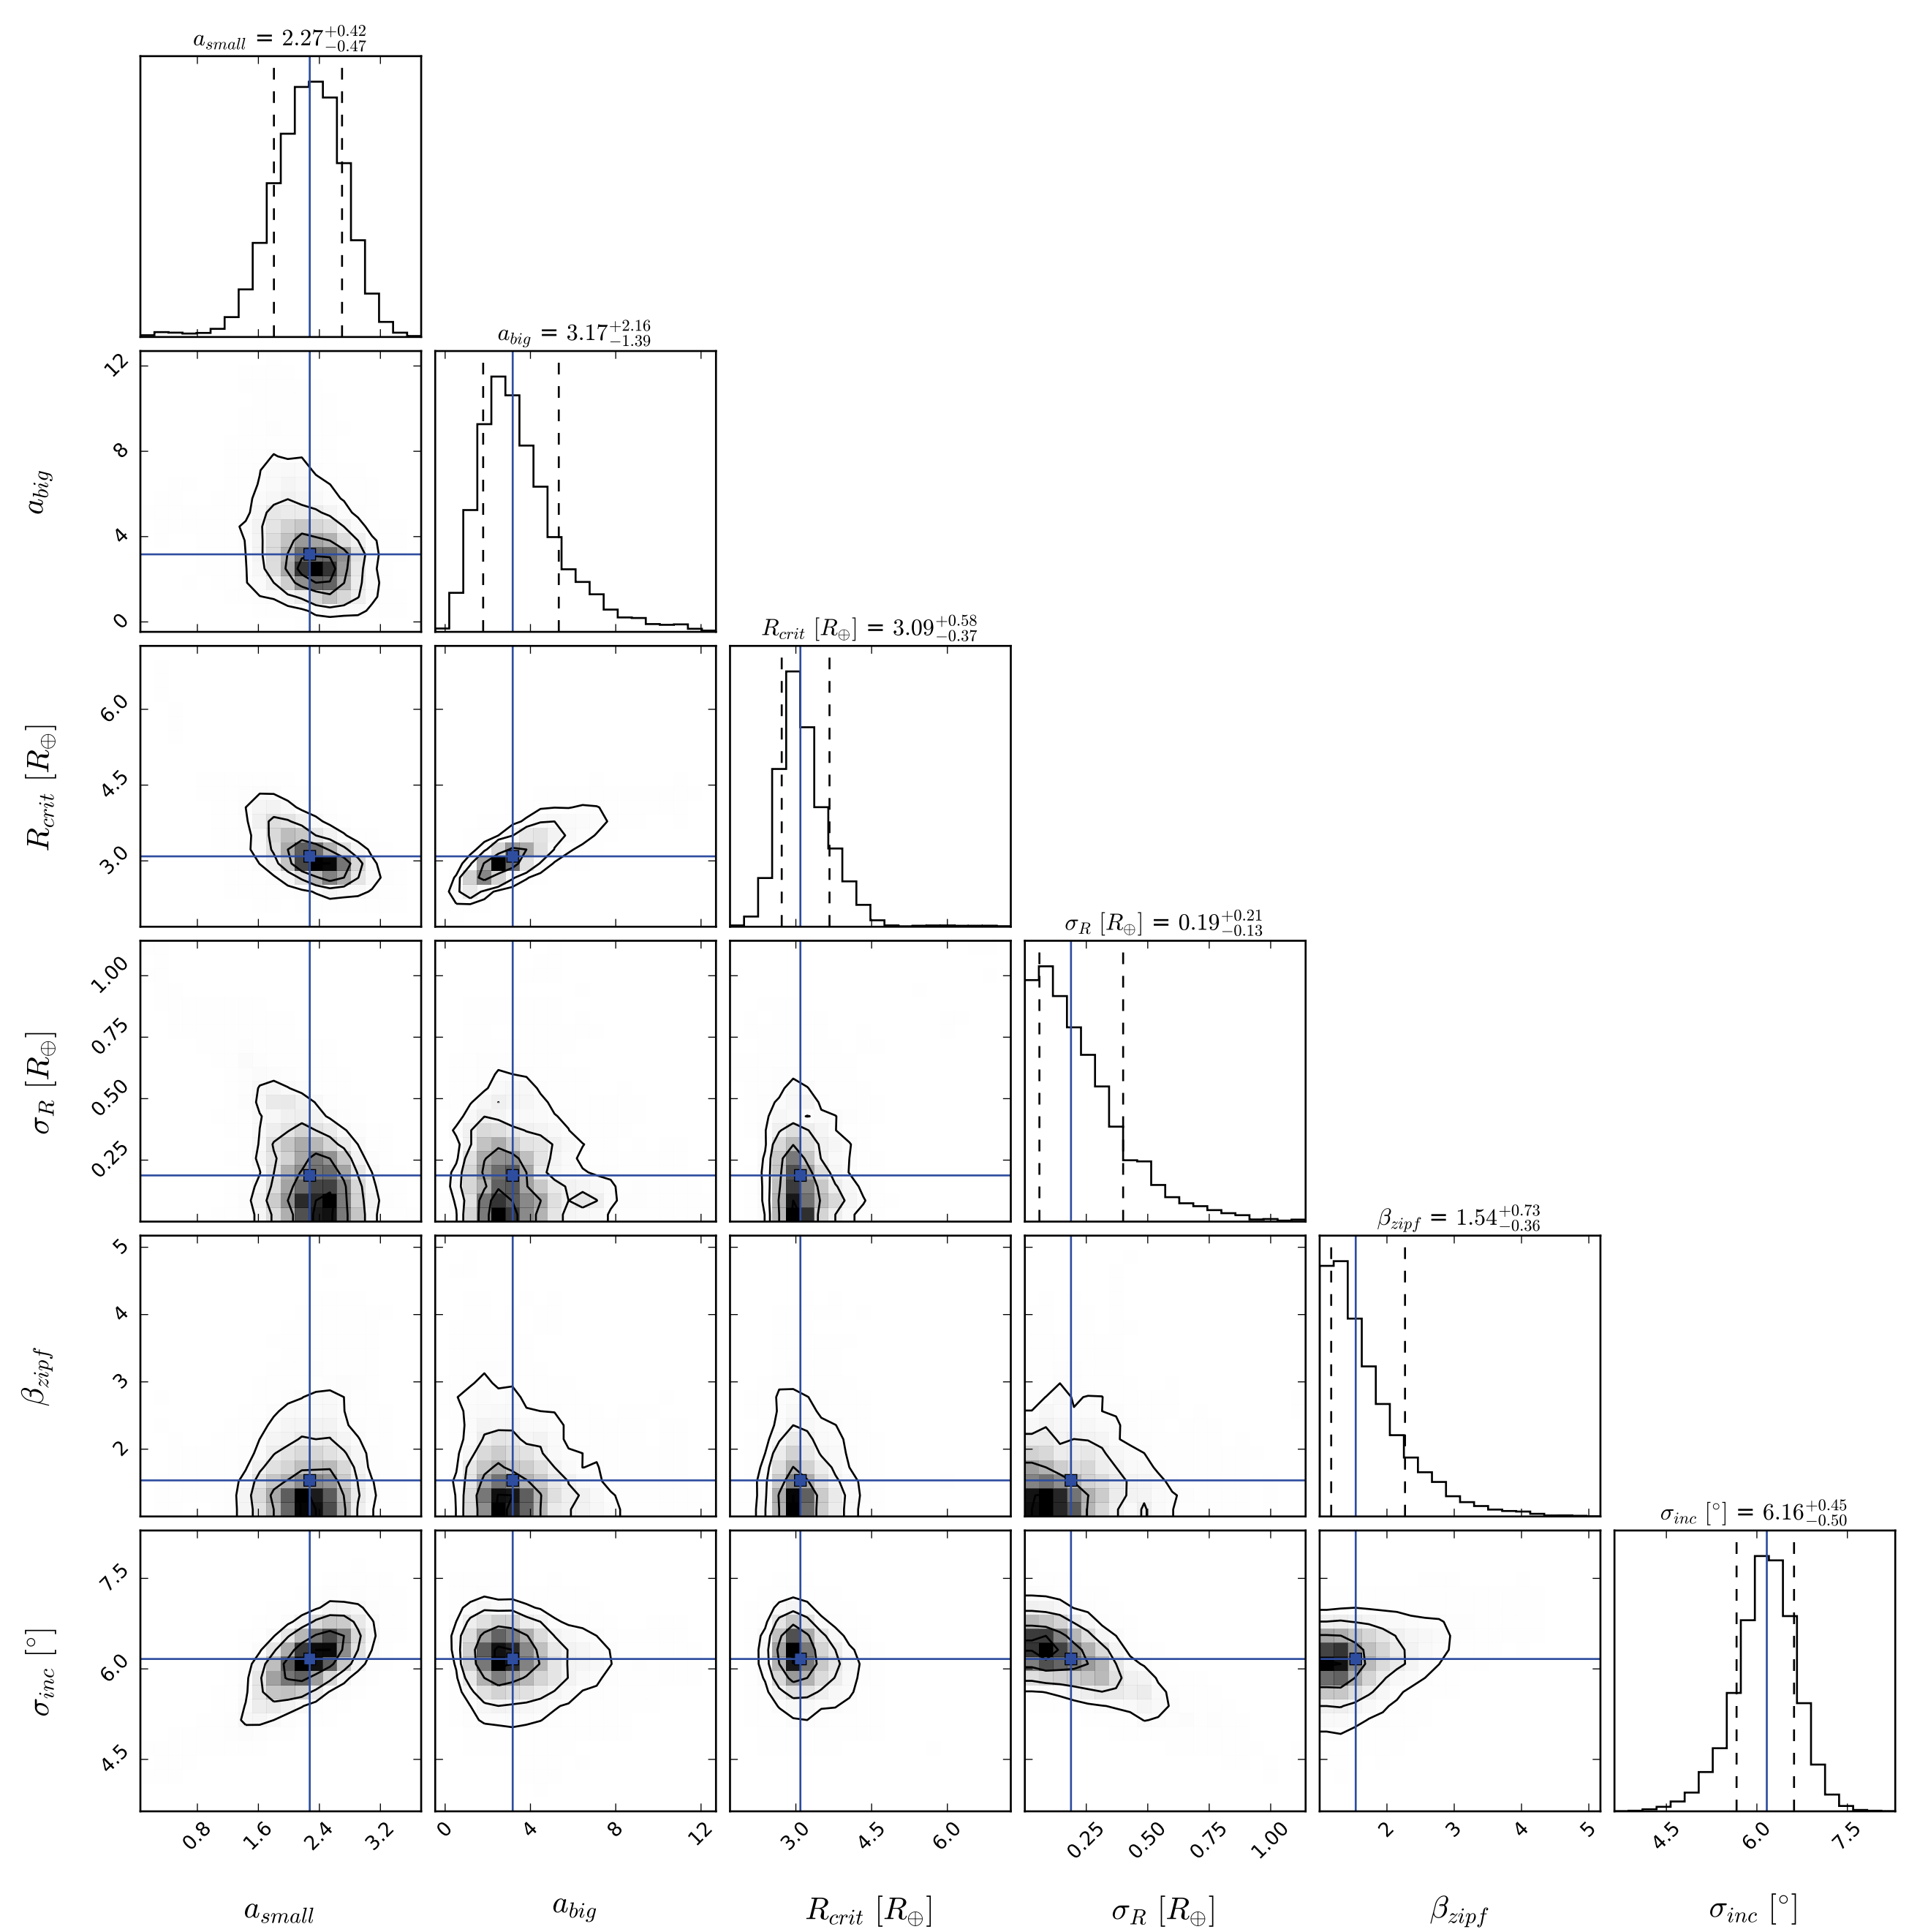 a_small = 2.27^{+0.42}_{-0.47}
a_big = 3.17^{+2.16}_{-1.39}
12
8
4
0
a_big
R_crit [R_⊕] = 3.09^{+0.58}_{-0.37}
6.0
4.5
3.0
R_crit [R_⊕]
σ_R [R_⊕] = 0.19^{+0.21}_{-0.13}
1.00
0.75
0.50
0.25
σ_R [R_⊕]
β_zipf = 1.54^{+0.73}_{-0.36}
5
4
3
2
β_zipf
σ_inc [°] = 6.16^{+0.45}_{-0.50}
7.5
6.0
4.5
σ_inc [°]
0.8 1.6 2.4 3.2 0 4 8 12 3.0 4.5 6.0 0.25 0.50 0.75 1.00 2 3 4 5 4.5 6.0 7.5
a_small a_big R_crit [R_⊕] σ_R [R_⊕] β_zipf σ_inc [°]